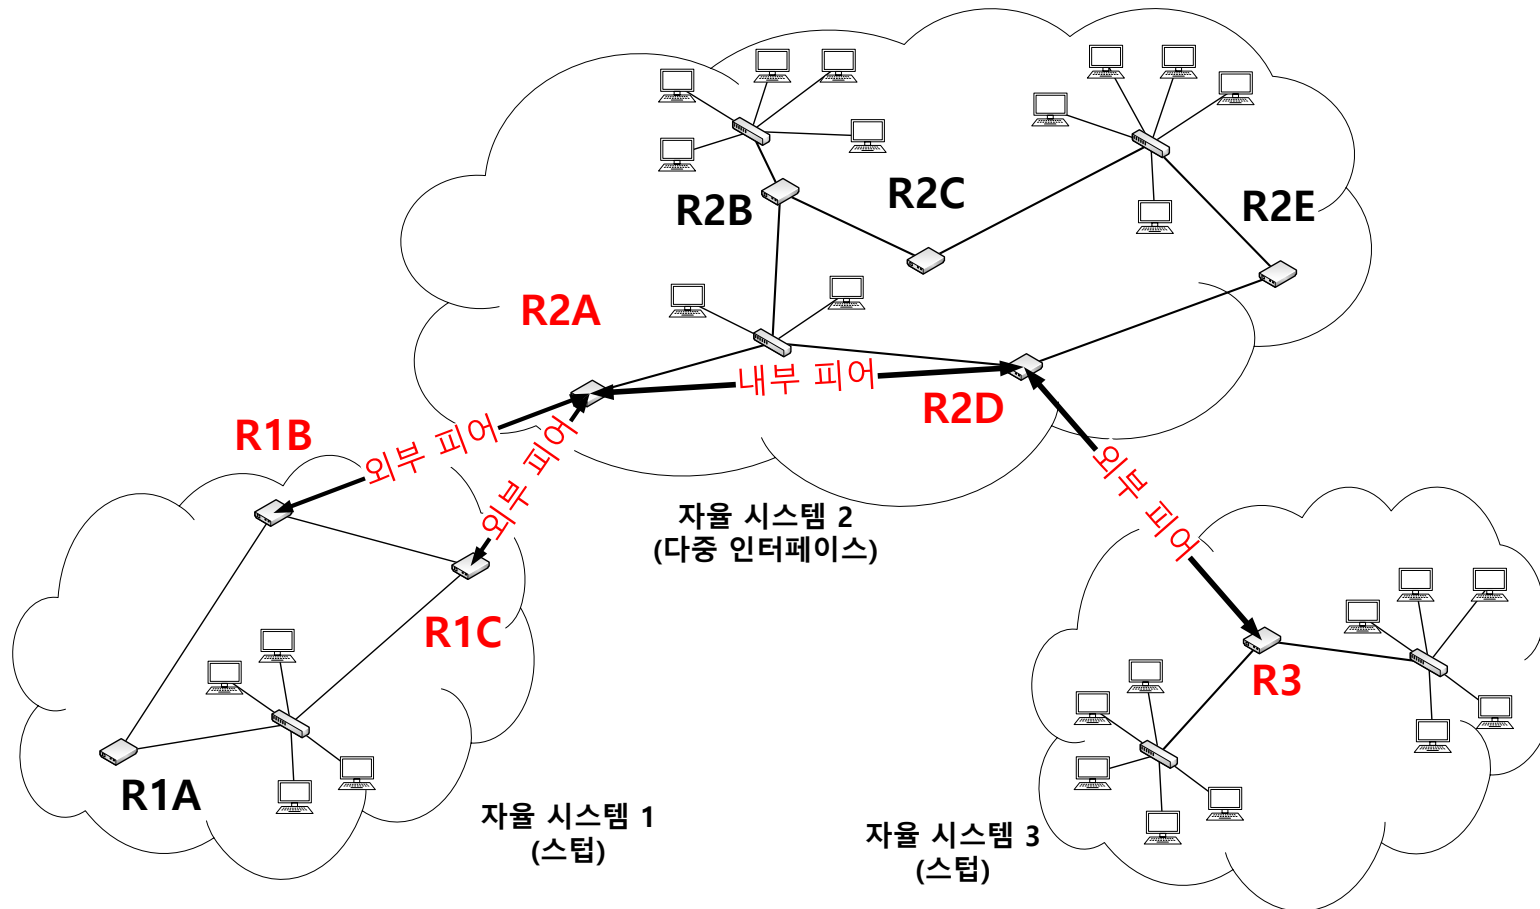 R2B
R2C
R2E
R2A
내부 피어
R2D
R1B
외부 피어
외부 피어
외부 피어
자율 시스템 2
(다중 인터페이스)
R1C
R3
R1A
자율 시스템 1
(스텁)
자율 시스템 3
(스텁)